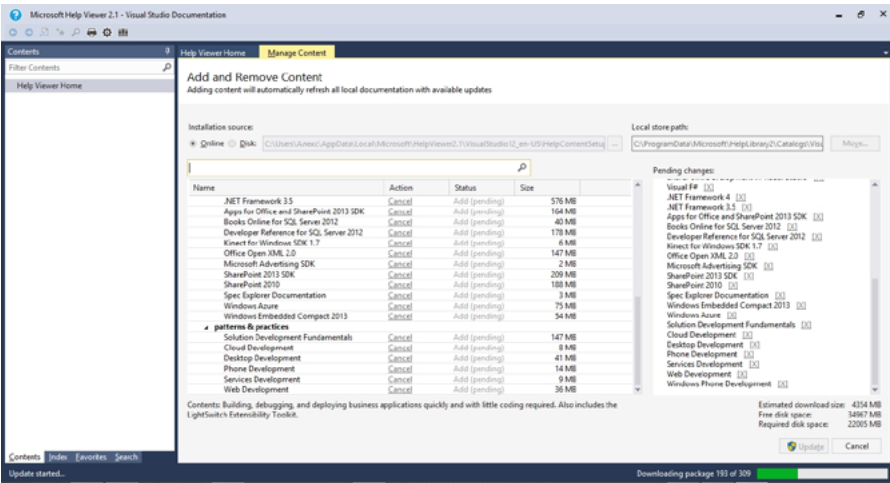 Microsoft Help Viewer 2.1 - Visual Studio Documentation
Contents
Help Viewer Home
Manage Content
Filter Contents
Help Viewer Home
Add and Remove Content
Adding content will automatically refresh all local documentation with available updates
Installation source:
Local store path:
Online
Disk:
C:\Users\Anexc\AppData\Local\Microsoft\HelpViewer2.1\VisualStudio12_en-US\HelpContentSetup
...
C:\ProgramData\Microsoft\HelpLibrary2\Catalogs\Visu
Move...
Pending changes:
Name Action Status Size
.NET Framework 3.5 Cancel Add (pending) 576 MB
Apps for Office and SharePoint 2013 SDK Cancel Add (pending) 164 MB
Books Online for SQL Server 2012 Cancel Add (pending) 40 MB
Developer Reference for SQL Server 2012 Cancel Add (pending) 178 MB
Kinect for Windows SDK 1.7 Cancel Add (pending) 6 MB
Office Open XML 2.0 Cancel Add (pending) 147 MB
Microsoft Advertising SDK Cancel Add (pending) 2 MB
SharePoint 2013 SDK Cancel Add (pending) 209 MB
SharePoint 2010 Cancel Add (pending) 188 MB
Spec Explorer Documentation Cancel Add (pending) 3 MB
Windows Azure Cancel Add (pending) 75 MB
Windows Embedded Compact 2013 Cancel Add (pending) 54 MB
patterns & practices
Solution Development Fundamentals Cancel Add (pending) 147 MB
Cloud Development Cancel Add (pending) 8 MB
Desktop Development Cancel Add (pending) 41 MB
Phone Development Cancel Add (pending) 14 MB
Services Development Cancel Add (pending) 9 MB
Web Development Cancel Add (pending) 36 MB
Visual F# [X]
.NET Framework 4 [X]
.NET Framework 3.5 [X]
Apps for Office and SharePoint 2013 SDK [X]
Books Online for SQL Server 2012 [X]
Developer Reference for SQL Server 2012 [X]
Kinect for Windows SDK 1.7 [X]
Office Open XML 2.0 [X]
Microsoft Advertising SDK [X]
SharePoint 2013 SDK [X]
SharePoint 2010 [X]
Spec Explorer Documentation [X]
Windows Embedded Compact 2013 [X]
Windows Azure [X]
Solution Development Fundamentals [X]
Cloud Development [X]
Desktop Development [X]
Phone Development [X]
Services Development [X]
Web Development [X]
Windows Phone Development [X]
Contents: Building, debugging, and deploying business applications quickly and with little coding required. Also includes the
LightSwitch Extensibility Toolkit.
Estimated download size: 4354 MB
Free disk space: 34967 MB
Required disk space: 22005 MB
Update
Cancel
Contents Index Favorites Search
Update started...
Downloading package 193 of 309